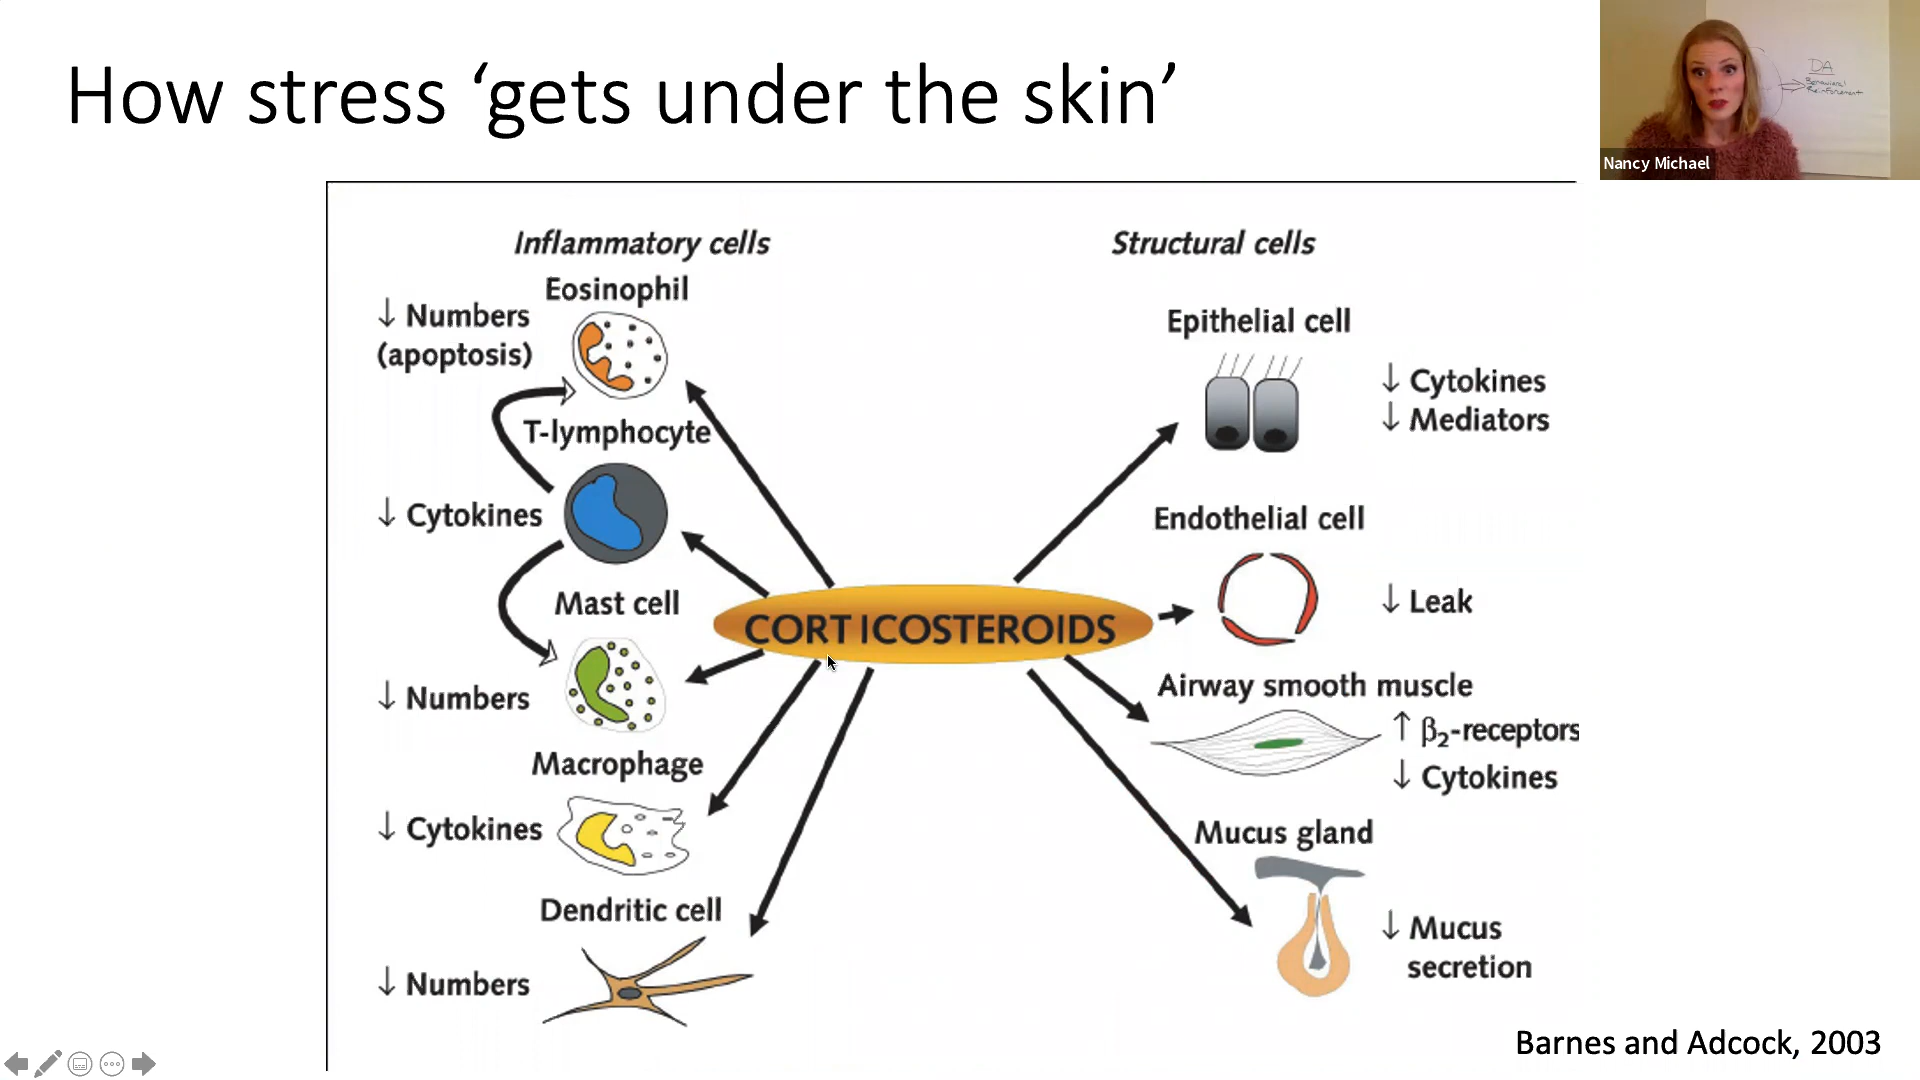 How stress ‘gets under the skin’
DA
Behavioral
Reinforcement
Nancy Michael
Inflammatory cells
Structural cells
Eosinophil
↓ Numbers
(apoptosis)
T-lymphocyte
↓ Cytokines
Mast cell
↓ Numbers
Macrophage
↓ Cytokines
Dendritic cell
↓ Numbers
CORTICOSTEROIDS
Epithelial cell
↓ Cytokines
↓ Mediators
Endothelial cell
↓ Leak
Airway smooth muscle
↑ β₂-receptors
↓ Cytokines
Mucus gland
↓ Mucus
secretion
Barnes and Adcock, 2003